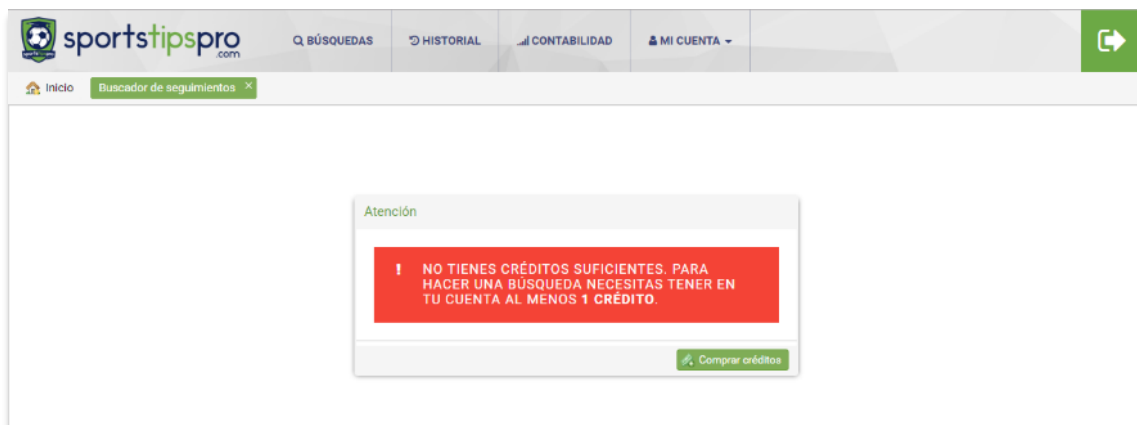 sportstipspro
.com
BÚSQUEDAS
HISTORIAL
CONTABILIDAD
MI CUENTA
Inicio
Buscador de seguimientos ×
Atención
! NO TIENES CRÉDITOS SUFICIENTES. PARA
HACER UNA BÚSQUEDA NECESITAS TENER EN
TU CUENTA AL MENOS 1 CRÉDITO.
Comprar créditos